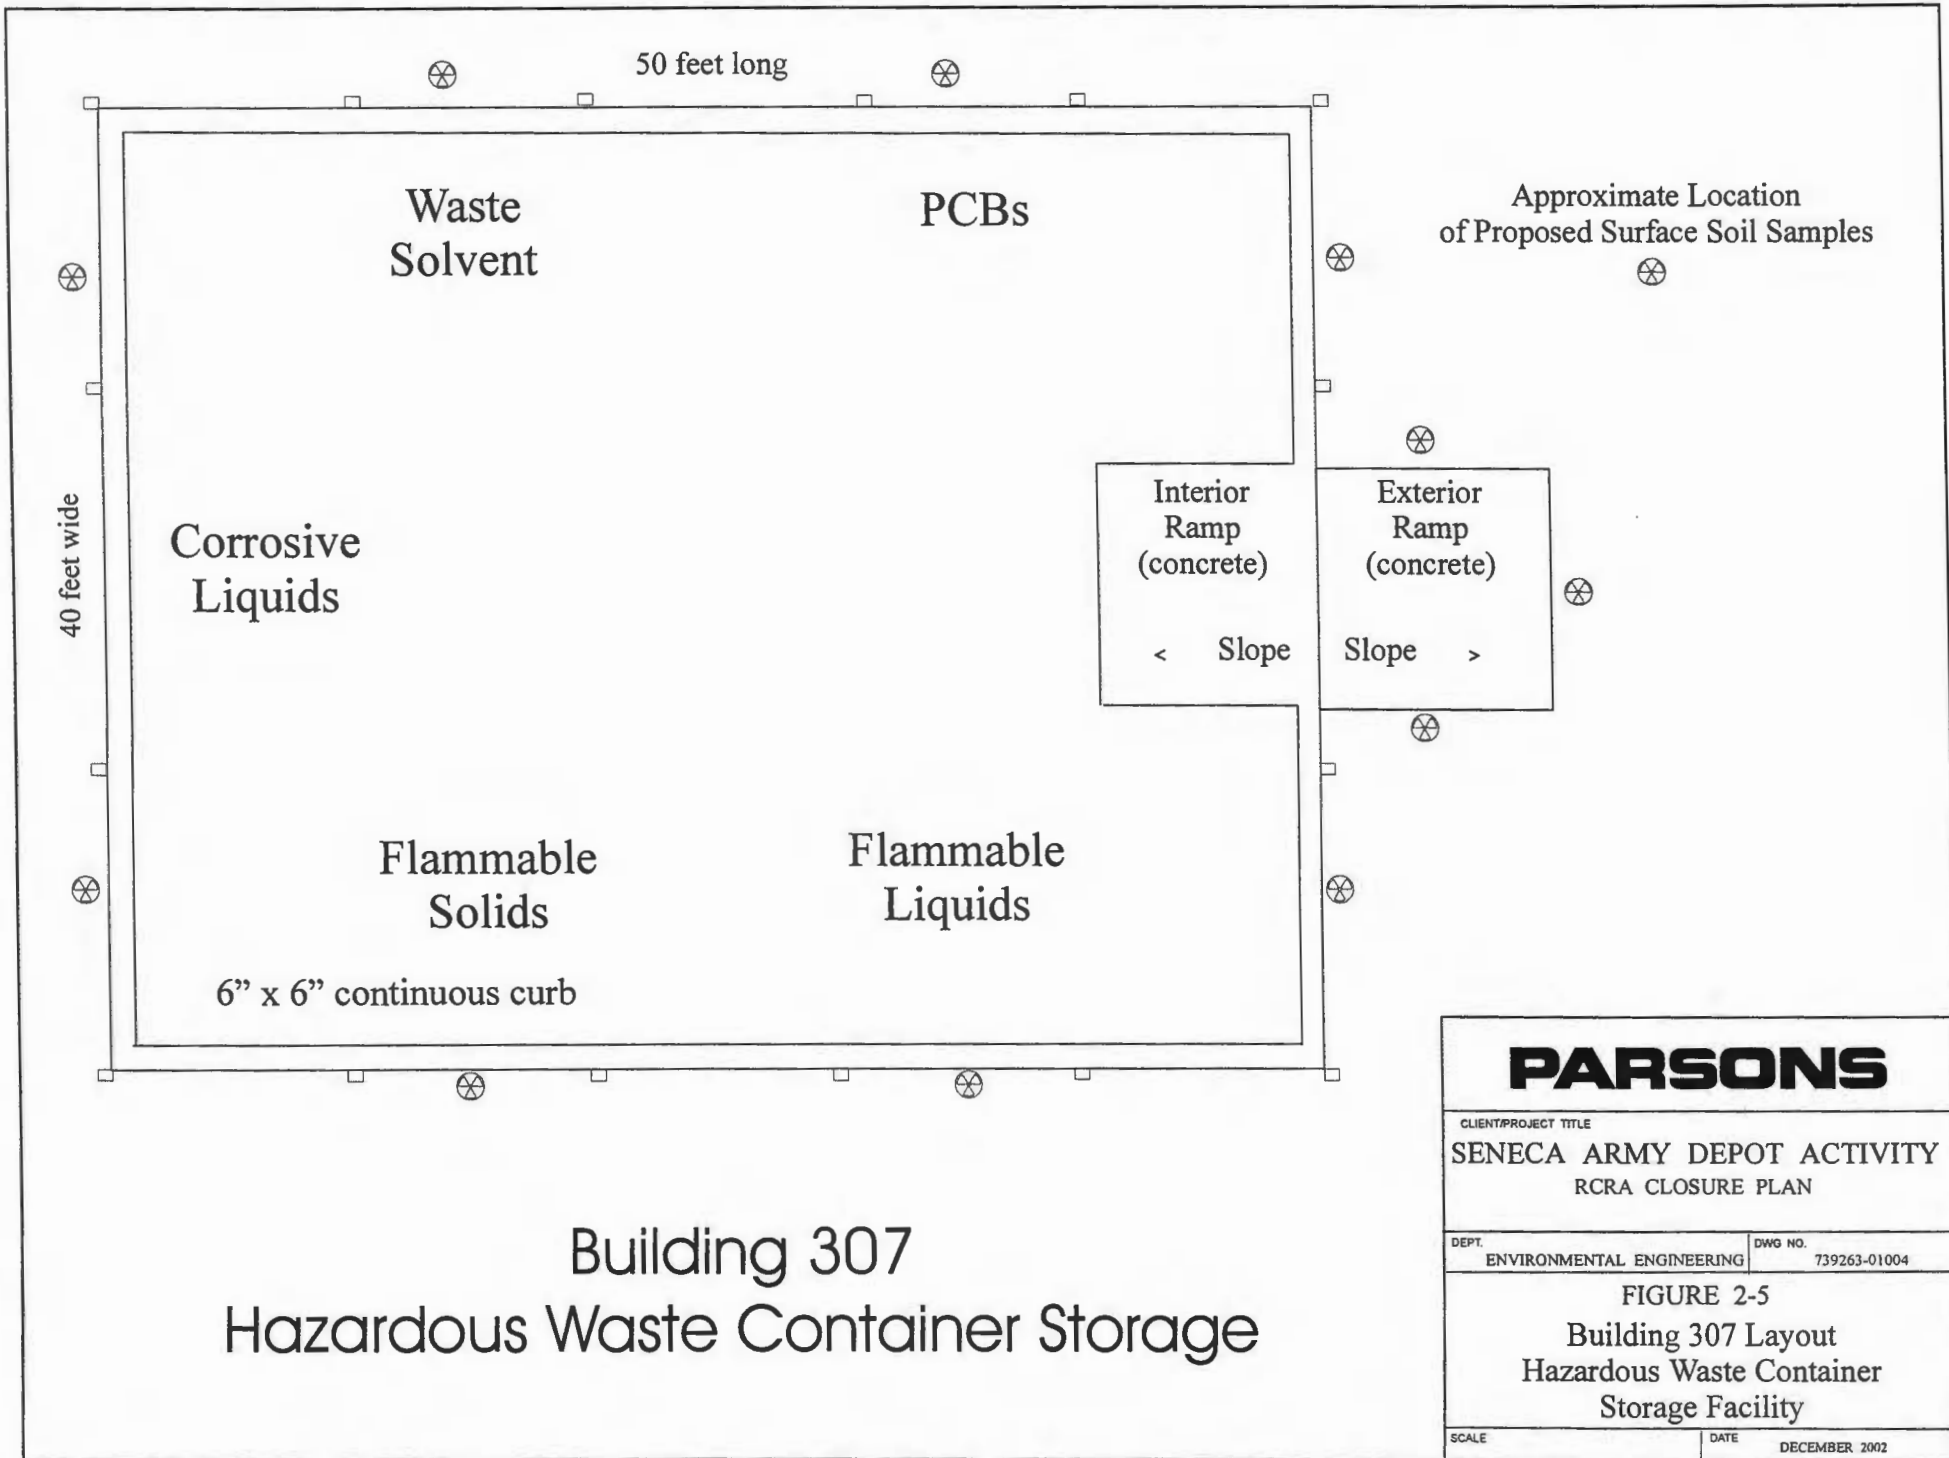 50 feet long
Waste
Solvent
PCBs
Approximate Location
of Proposed Surface Soil Samples
40 feet wide
Corrosive
Liquids
Interior
Ramp
(concrete)
< Slope
Exterior
Ramp
(concrete)
Slope >
Flammable
Solids
Flammable
Liquids
6” x 6” continuous curb
Building 307
Hazardous Waste Container Storage
PARSONS
CLIENT/PROJECT TITLE
SENECA ARMY DEPOT ACTIVITY
RCRA CLOSURE PLAN
DEPT.
ENVIRONMENTAL ENGINEERING
DWG NO.
739263-01004
FIGURE 2-5
Building 307 Layout
Hazardous Waste Container
Storage Facility
SCALE
DATE
DECEMBER 2002